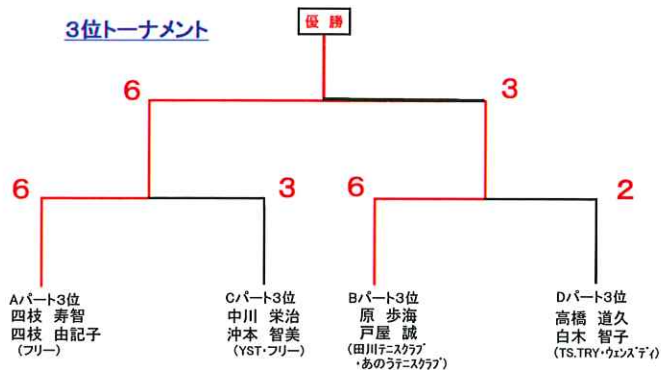 3位トーナメント
優勝
6
3
6
3
6
2
Aパート3位
四枝 寿智
四枝 由記子
(フリー)
Cパート3位
中川 栄治
沖本 智美
(YST・フリー)
Bパート3位
原 歩海
戸屋 誠
(田川テニスクラブ
・あのうテニスクラブ)
Dパート3位
高橋 道久
白木 智子
(TS.TRY・ウェンズディ)